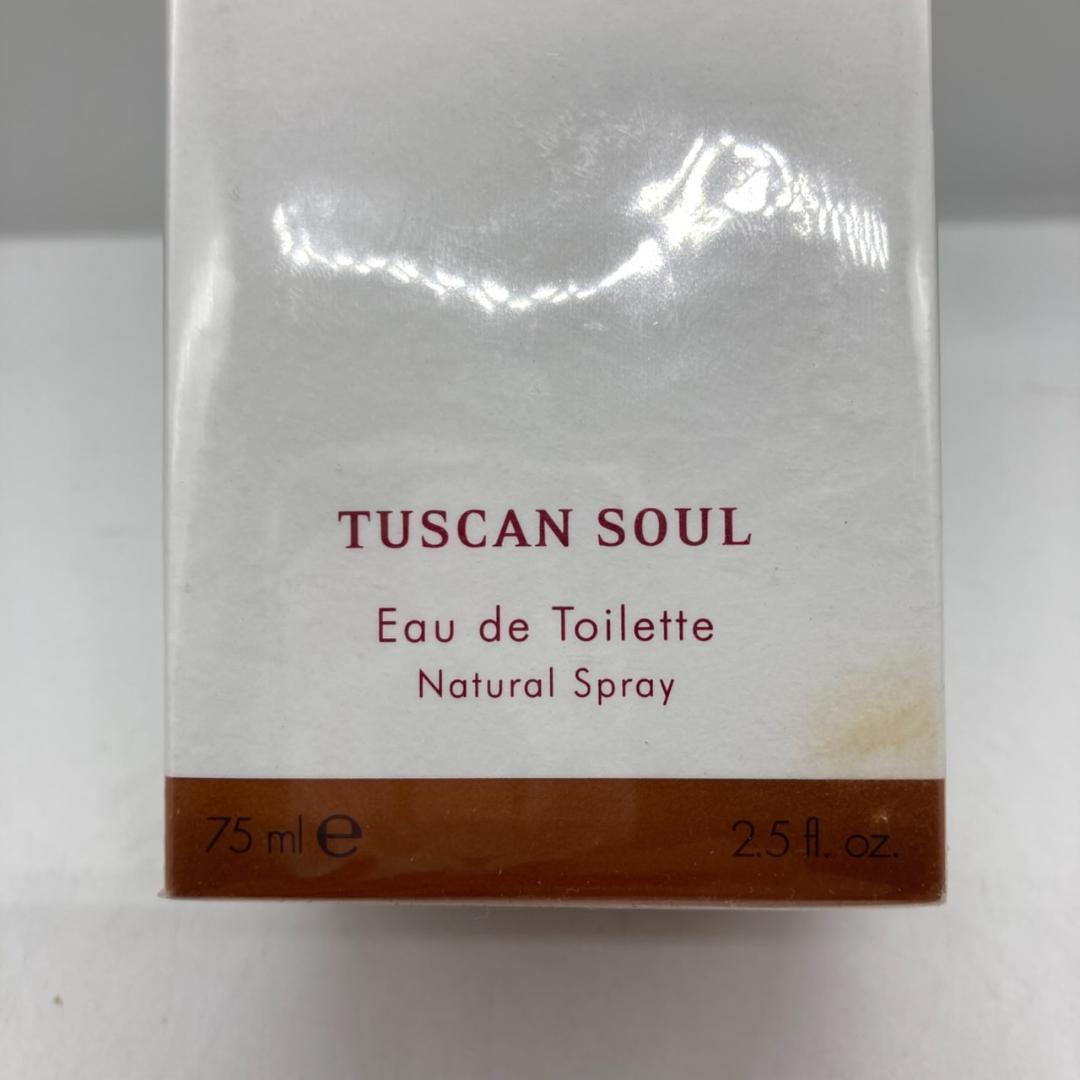 TUSCAN SOUL
Eau de Toilette
Natural Spray
75 ml e 2.5 fl. oz.